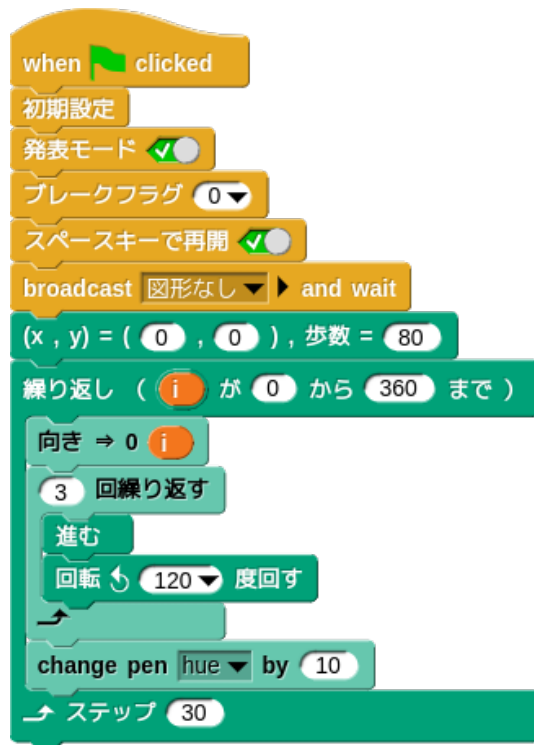 when clicked
初期設定
発表モード
ブレークフラグ 0
スペースキーで再開
broadcast 図形なし and wait
(x , y) = ( 0 , 0 ) , 歩数 = 80
繰り返し ( i が 0 から 360 まで )
向き ⇒ 0 i
3 回繰り返す
進む
回転 120 度回す
change pen hue by 10
ステップ 30